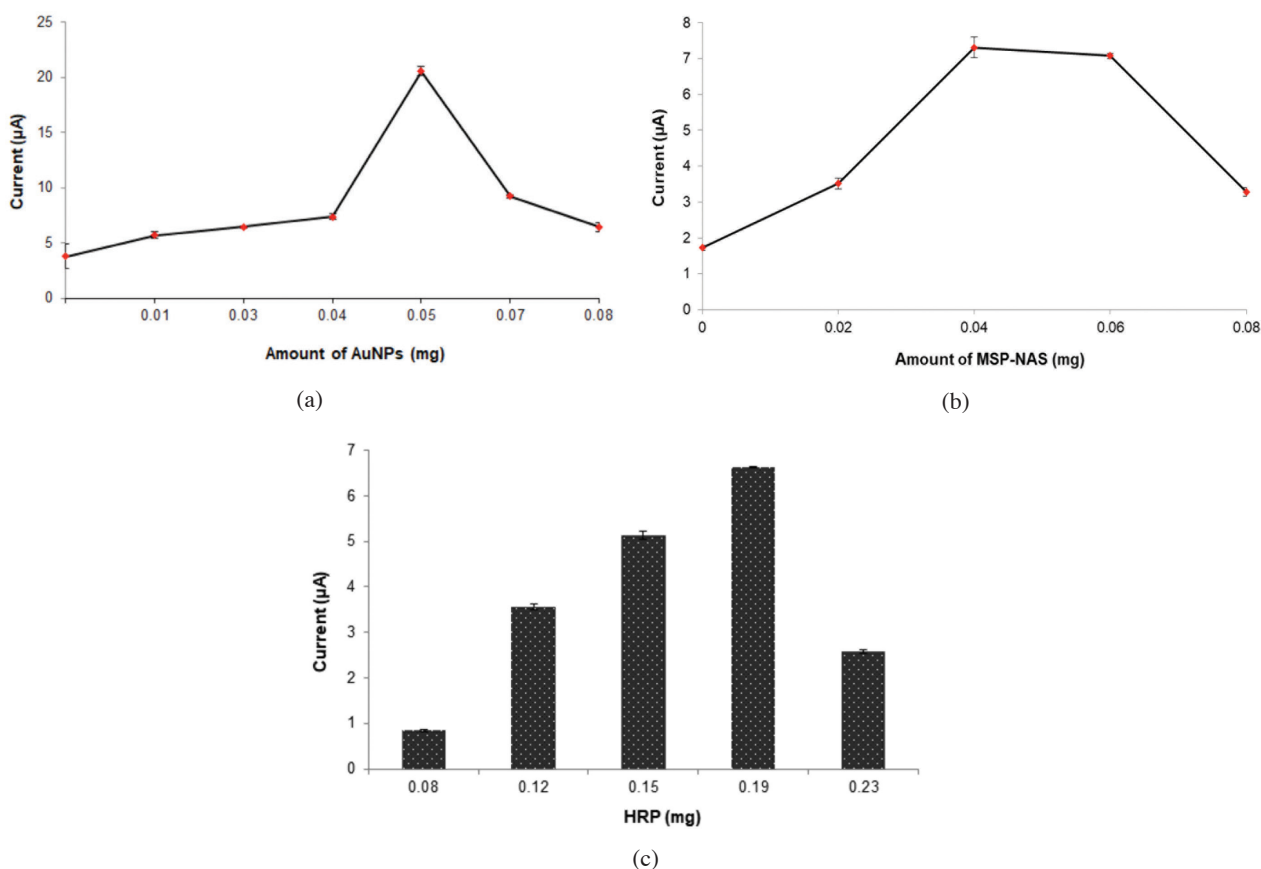 25
20
15
10
5
0
Current (µA)
0.01 0.03 0.04 0.05 0.07 0.08
Amount of AuNPs (mg)
(a)
8
7
6
5
4
3
2
1
0
Current (µA)
0 0.02 0.04 0.06 0.08
Amount of MSP-NAS (mg)
(b)
7
6
5
4
3
2
1
0
Current (µA)
0.08 0.12 0.15 0.19 0.23
HRP (mg)
(c)